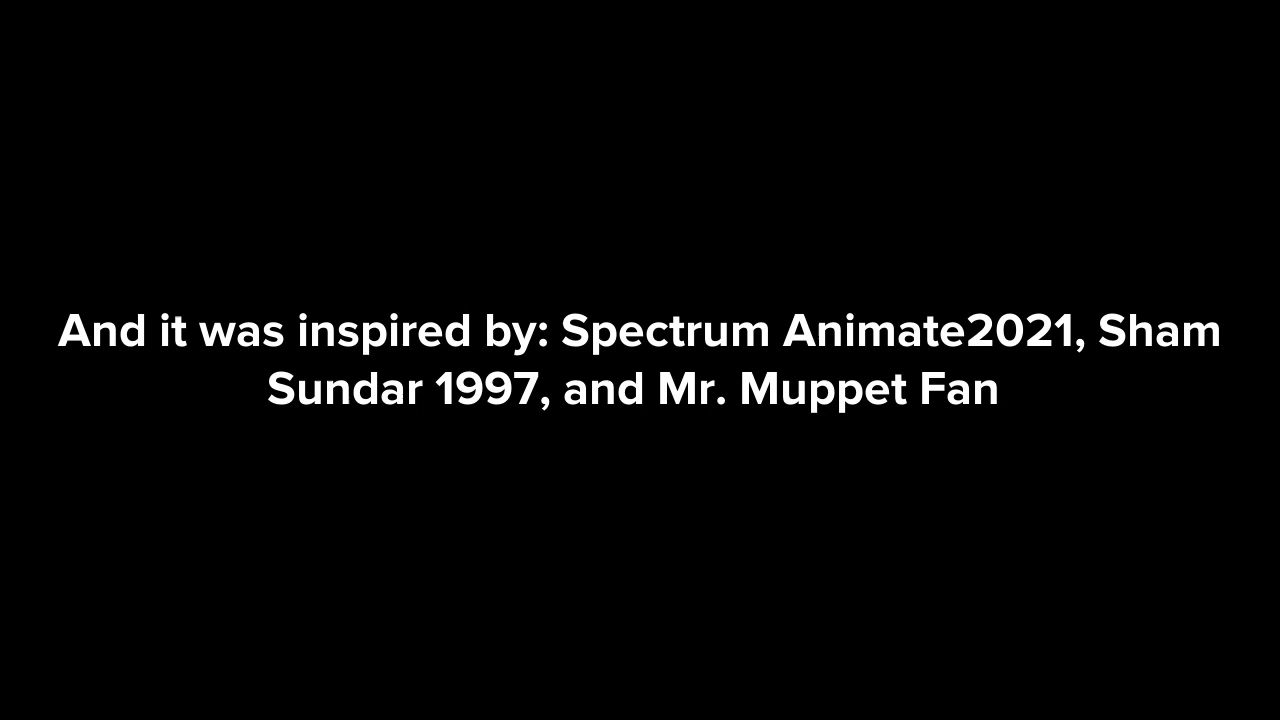 And it was inspired by: Spectrum Animate2021, Sham
Sundar 1997, and Mr. Muppet Fan